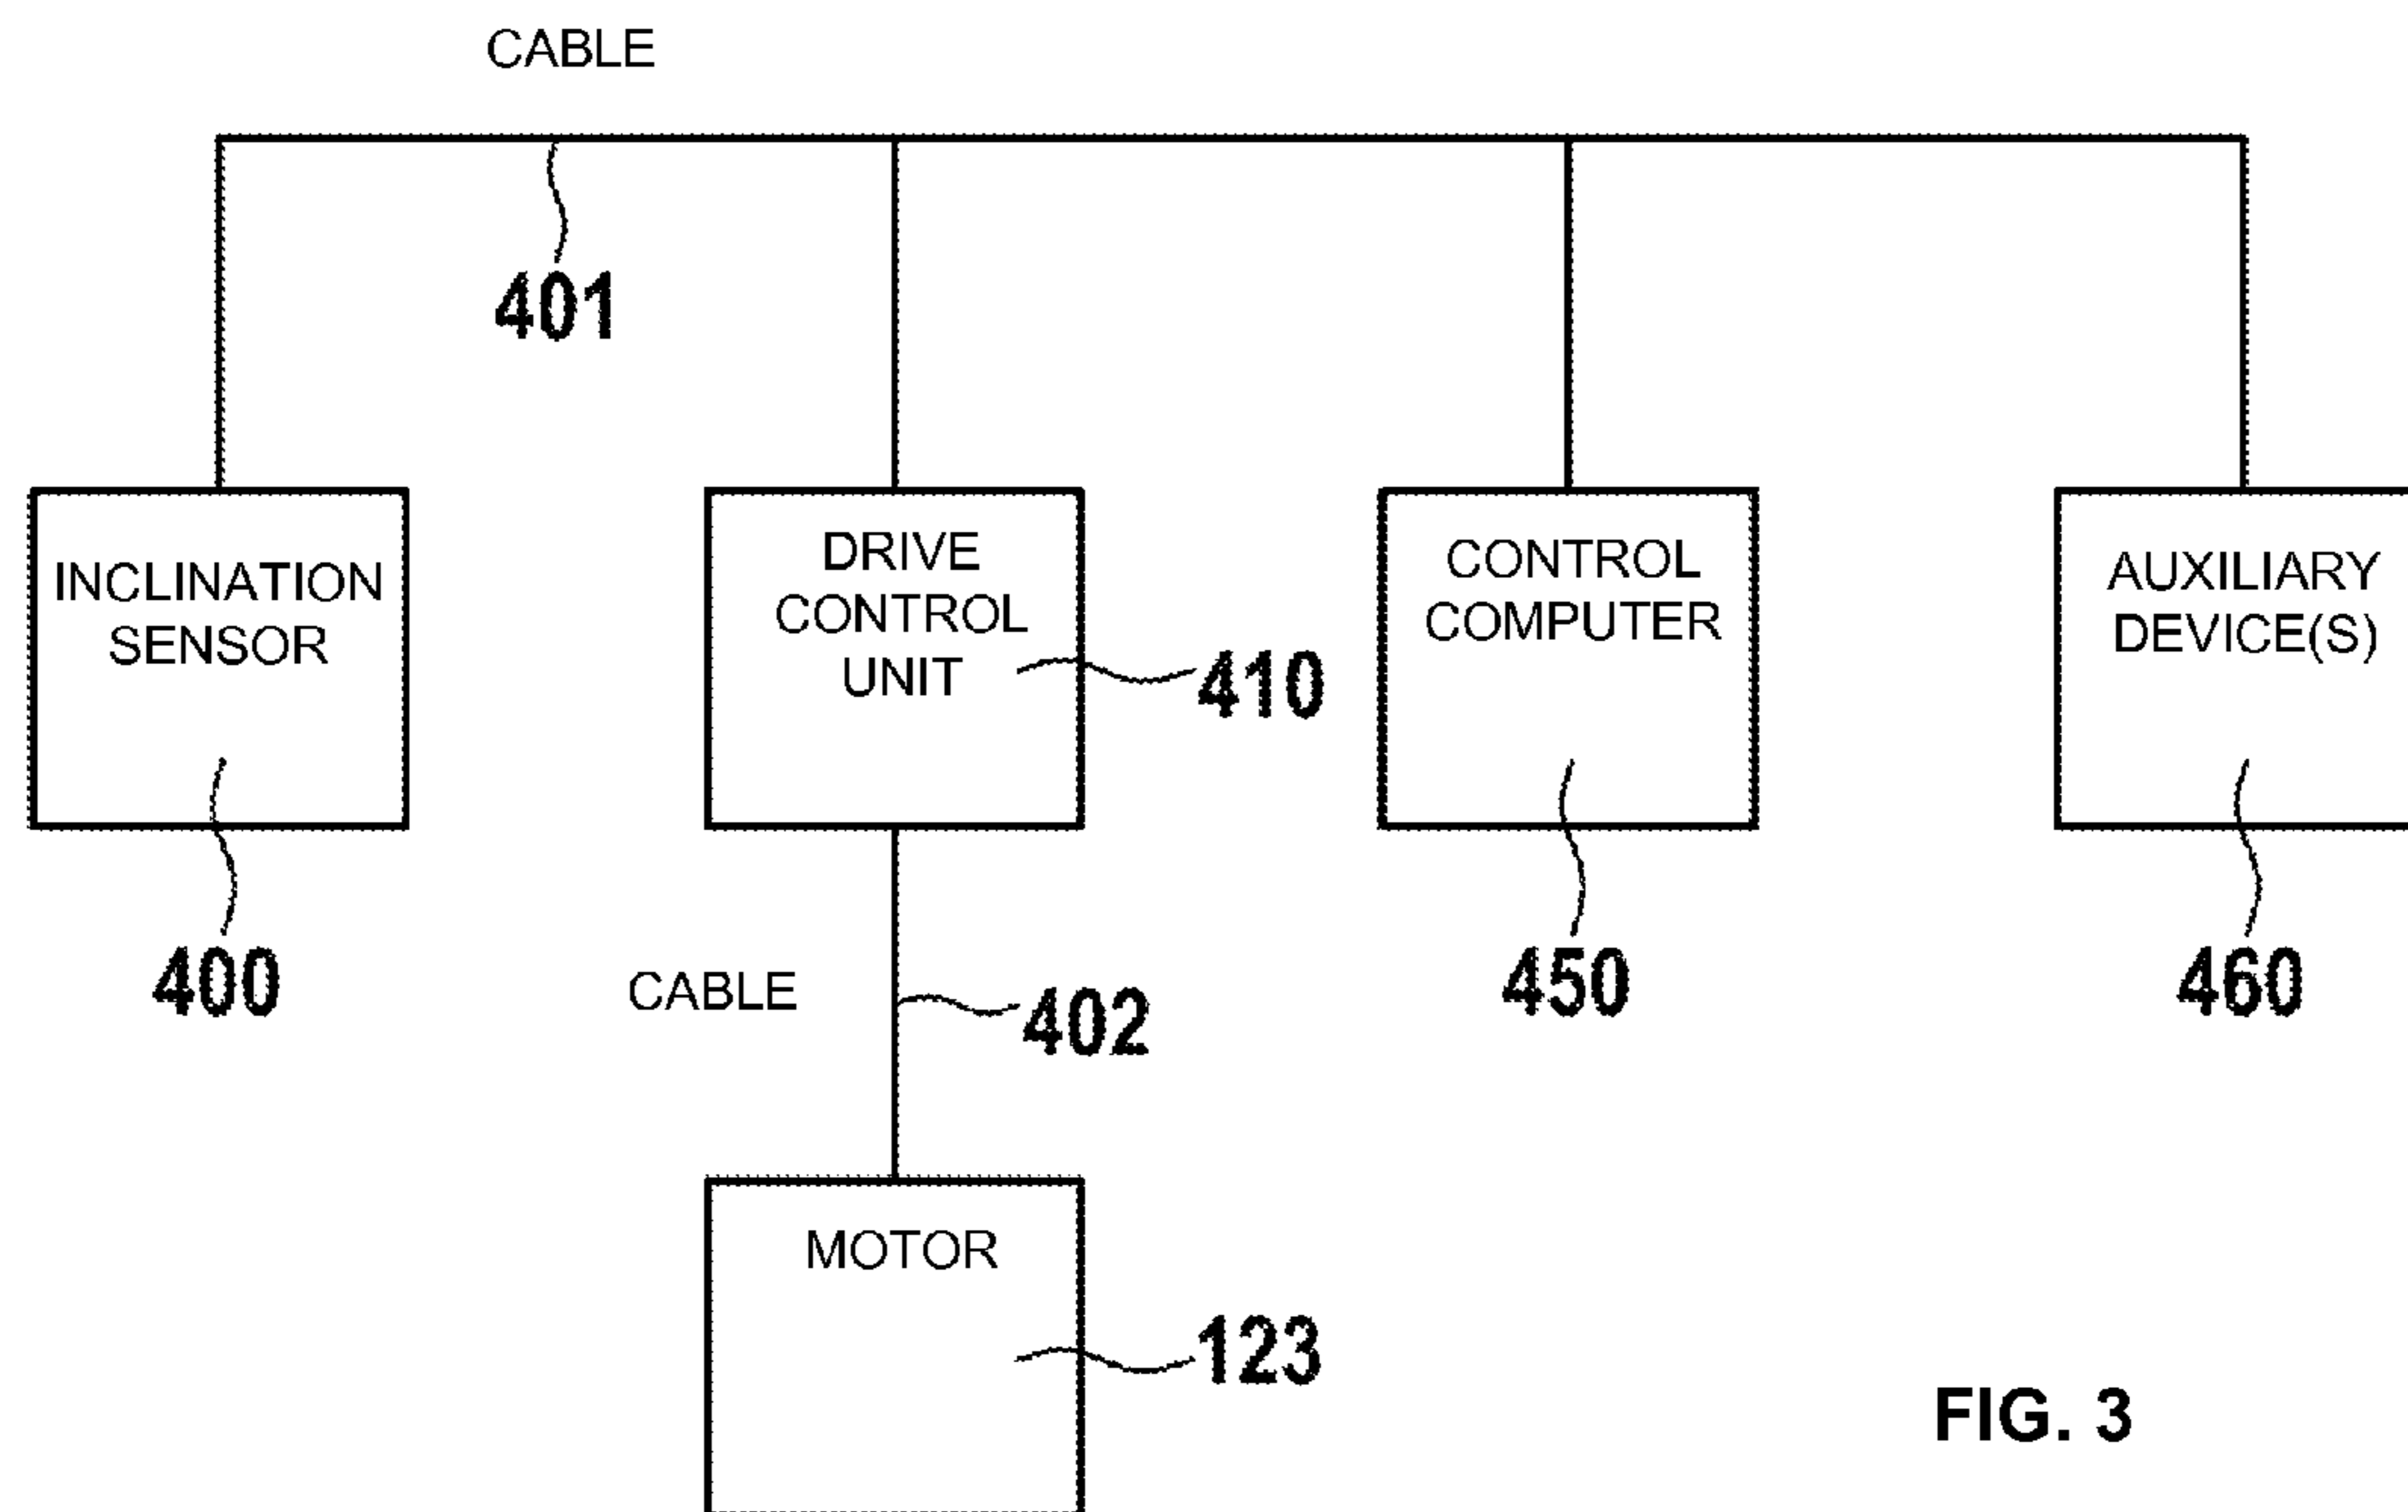 CABLE
401
INCLINATION
SENSOR
400
DRIVE
CONTROL
UNIT
410
CONTROL
COMPUTER
450
AUXILIARY
DEVICE(S)
460
CABLE
402
MOTOR
123
FIG. 3